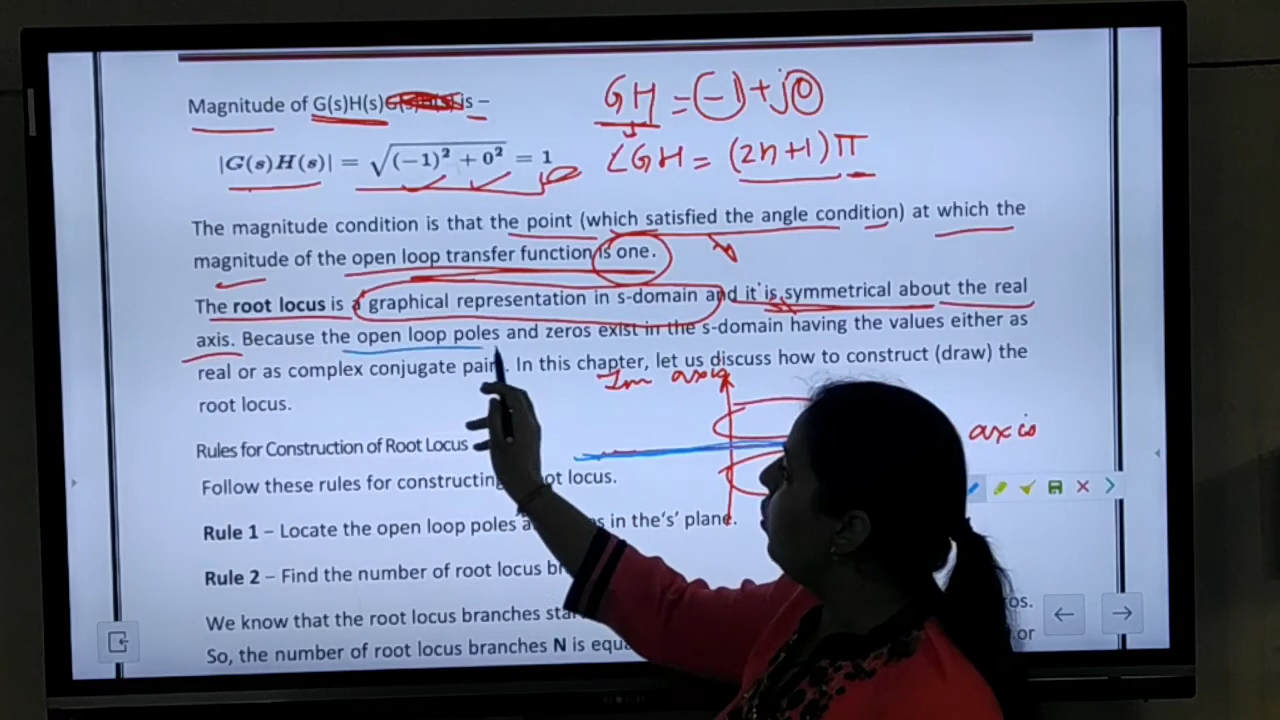 Magnitude of G(s)H(s) is –
GH = (-1)+j0
|G(s)H(s)| = √(-1)² + 0² = 1
∠GH = (2n+1)π
The magnitude condition is that the point (which satisfied the angle condition) at which the
magnitude of the open loop transfer function is one.
The root locus is a graphical representation in s-domain and it is symmetrical about the real
axis. Because the open loop poles and zeros exist in the s-domain having the values either as
real or as complex conjugate pairs. In this chapter, let us discuss how to construct (draw) the
root locus.
Im axis
axis
Rules for Construction of Root Locus
Follow these rules for constructing root locus.
Rule 1 – Locate the open loop poles in the‘s’ plane.
Rule 2 – Find the number of root locus
We know that the root locus branches
So, the number of root locus branches N is
or